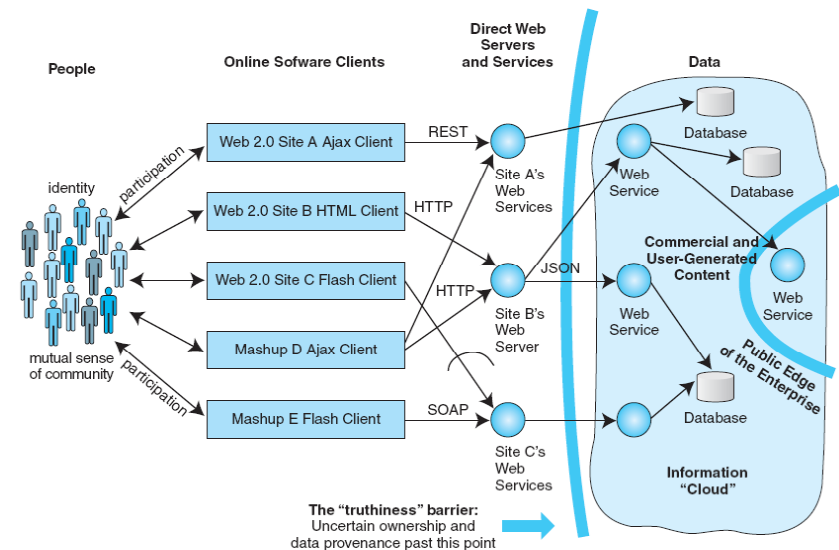 People
Online Sofware Clients
Direct Web
Servers
and Services
Data
participation
identity
mutual sense
of community
participation
Web 2.0 Site A Ajax Client
Web 2.0 Site B HTML Client
Web 2.0 Site C Flash Client
Mashup D Ajax Client
Mashup E Flash Client
REST
HTTP
HTTP
SOAP
JSON
Site A's
Web
Services
Site B's
Web
Server
Site C's
Web
Services
Database
Database
Web
Service
Commercial and
User-Generated
Content
Web
Service
Web
Service
Public Edge
of the Enterprise
Database
Information
“Cloud”
The “truthiness” barrier:
Uncertain ownership and
data provenance past this point